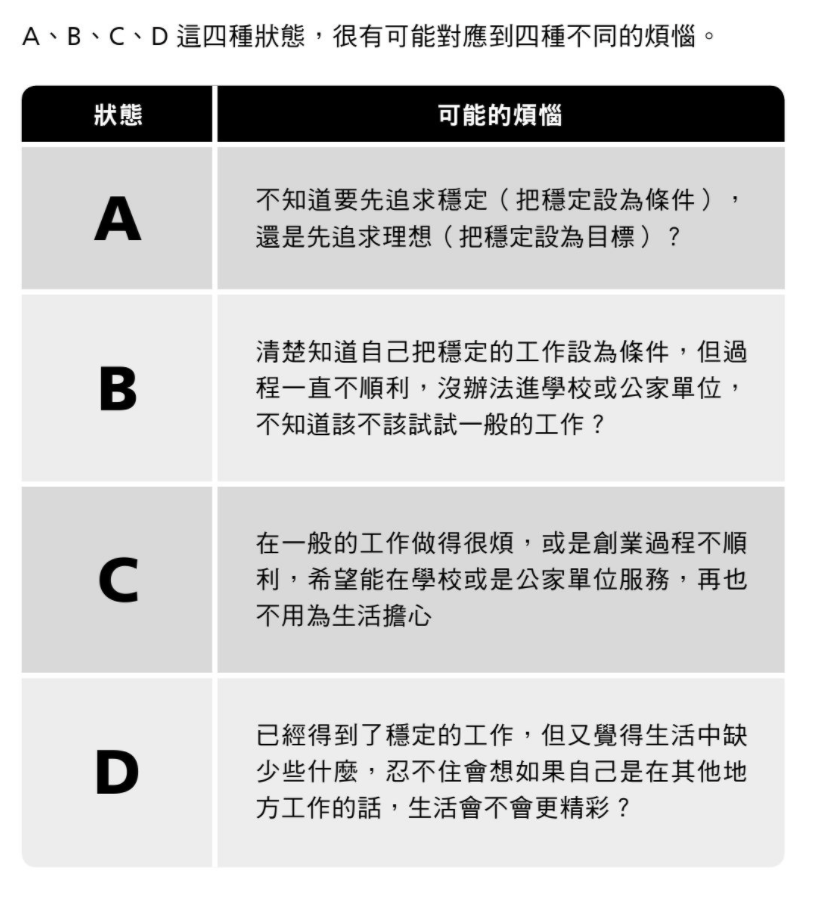 A、B、C、D 這四種狀態，很有可能對應到四種不同的煩惱。
狀態
可能的煩惱
A
不知道要先追求穩定（把穩定設為條件），
還是先追求理想（把穩定設為目標）？
B
清楚知道自己把穩定的工作設為條件，但過
程一直不順利，沒辦法進學校或公家單位，
不知道該不該試試一般的工作？
C
在一般的工作做得很煩，或是創業過程不順
利，希望能在學校或是公家單位服務，再也
不用為生活擔心
D
已經得到了穩定的工作，但又覺得生活中缺
少些什麼，忍不住會想如果自己是在其他地
方工作的話，生活會不會更精彩？